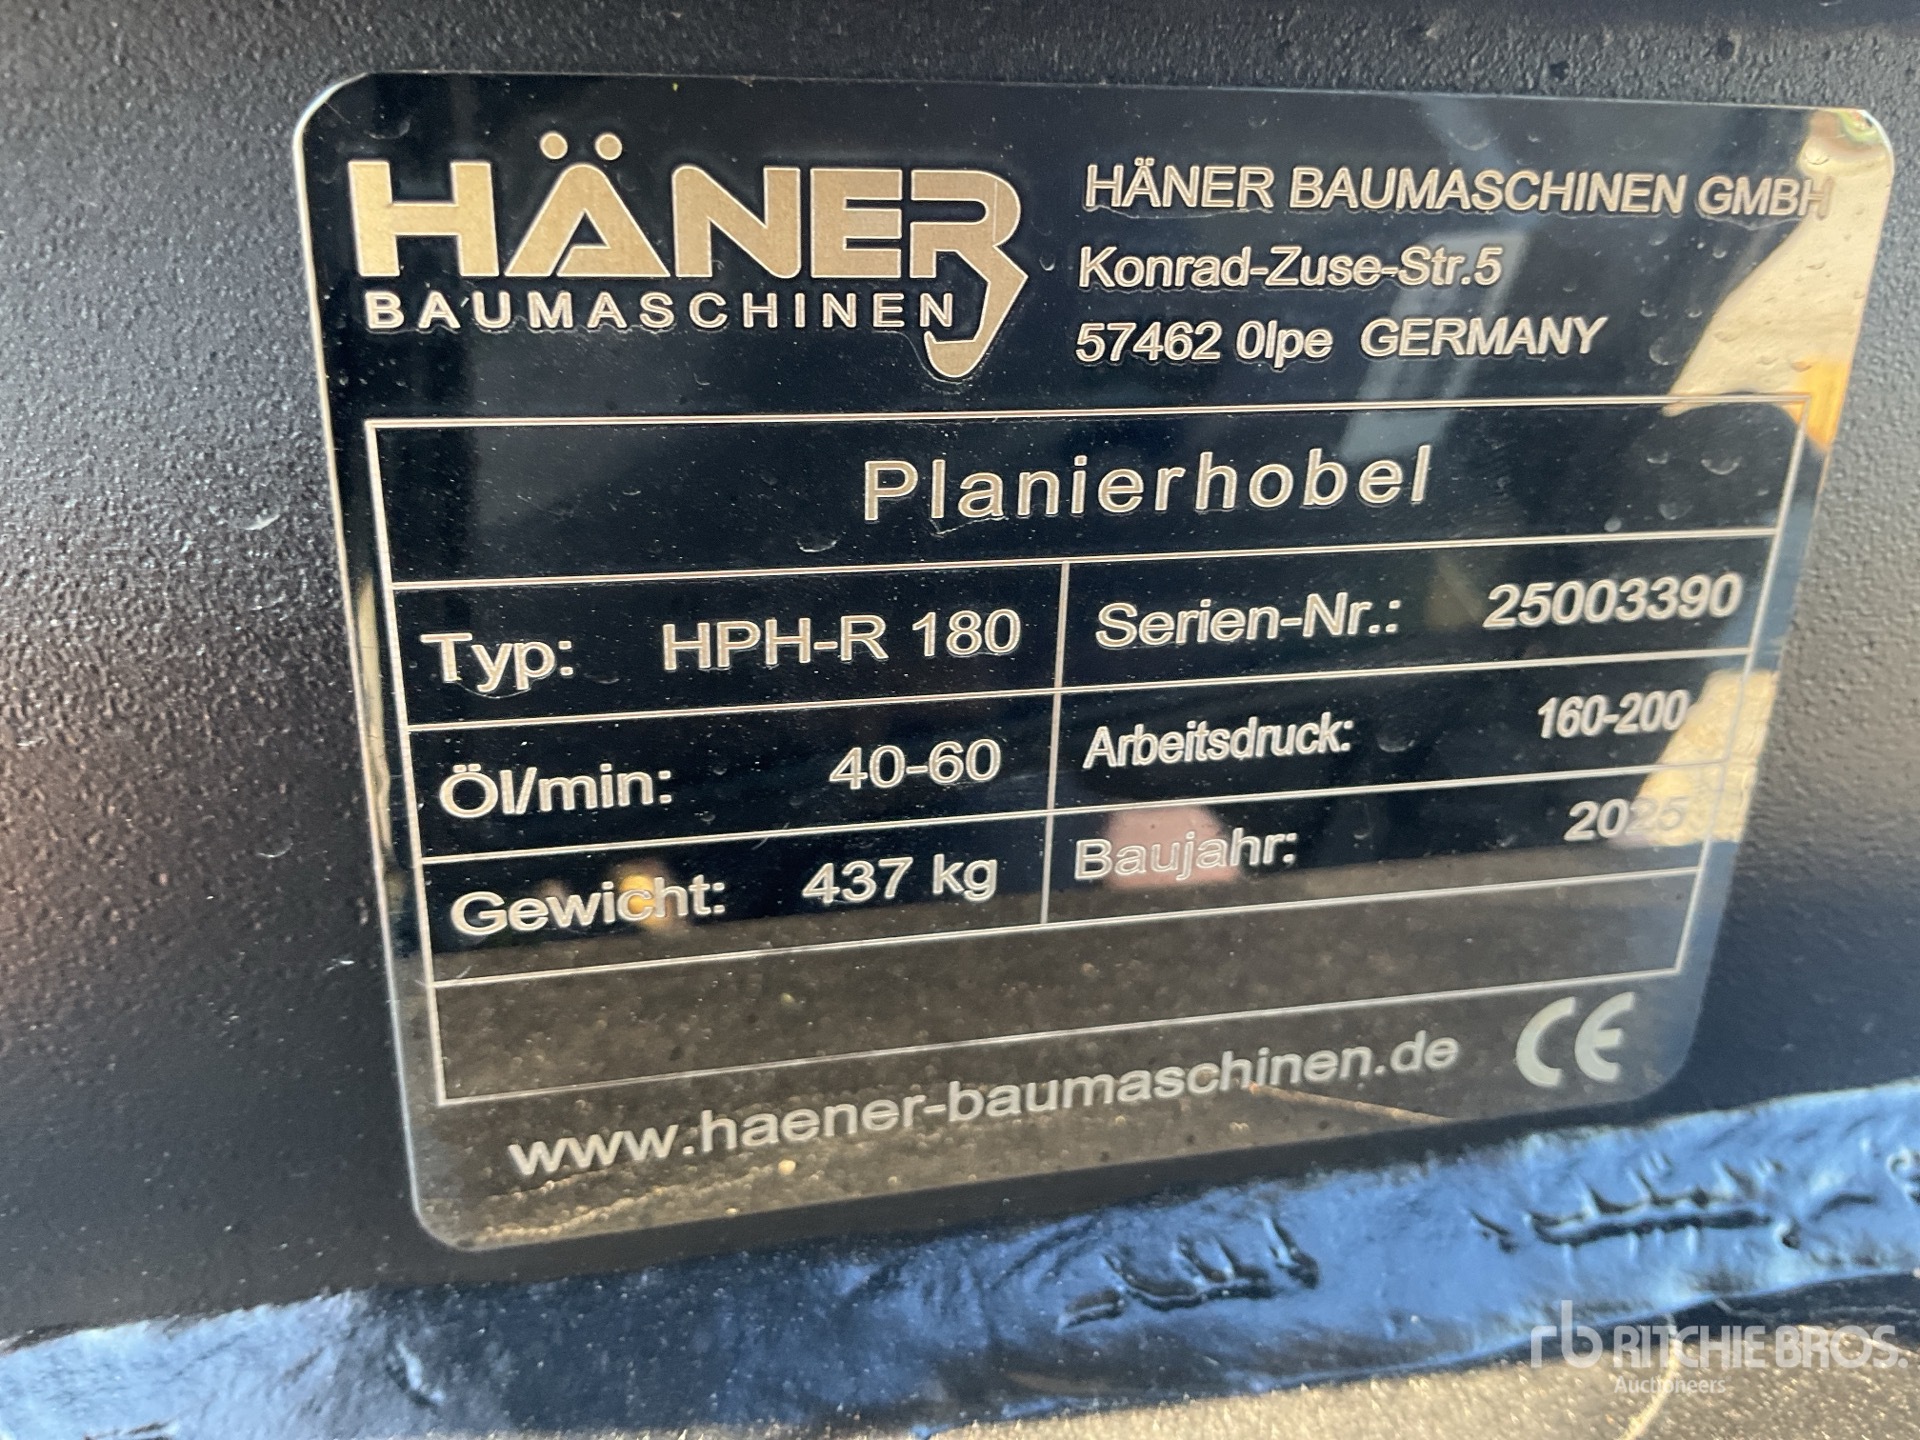 HÄNER
BAUMASCHINEN
HÄNER BAUMASCHINEN GMBH
Konrad-Zuse-Str.5
57462 Olpe GERMANY
Planierhobel
Typ: HPH-R 180
Serien-Nr.: 25003390
Öl/min: 40-60
Arbeitsdruck: 160-200
Gewicht: 437 kg
Baujahr: 2025
www.haener-baumaschinen.de CE
rb RITCHIE BROS.
Auctioneers